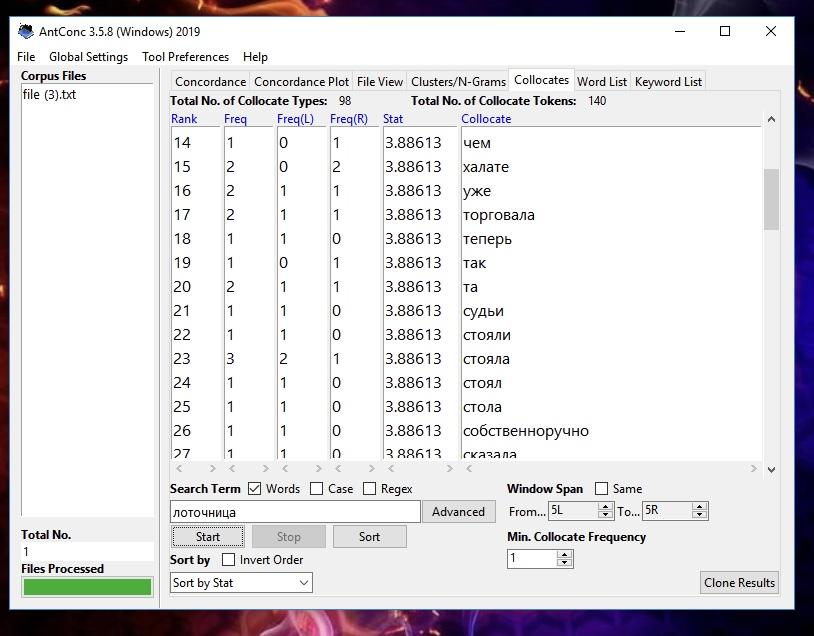 AntConc 3.5.8 (Windows) 2019
File Global Settings Tool Preferences Help
Corpus Files
file (3).txt
Total No.
1
Files Processed
Concordance Concordance Plot File View Clusters/N-Grams Collocates Word List Keyword List
Total No. of Collocate Types: 98 Total No. of Collocate Tokens: 140
Rank Freq Freq(L) Freq(R) Stat Collocate
14 1 0 1 3.88613 чем
15 2 0 2 3.88613 халате
16 2 1 1 3.88613 уже
17 2 1 1 3.88613 торговала
18 1 1 0 3.88613 теперь
19 1 0 1 3.88613 так
20 2 1 1 3.88613 та
21 1 1 0 3.88613 судьи
22 1 1 0 3.88613 стояли
23 3 2 1 3.88613 стояла
24 1 1 0 3.88613 стоял
25 1 1 0 3.88613 стола
26 1 1 0 3.88613 собственноручно
27 1 1 0 3.88613 сказала
Search Term Words Case Regex Window Span Same
лоточница Advanced From... 5L To... 5R
Start Stop Sort Min. Collocate Frequency
Sort by Invert Order 1
Sort by Stat Clone Results